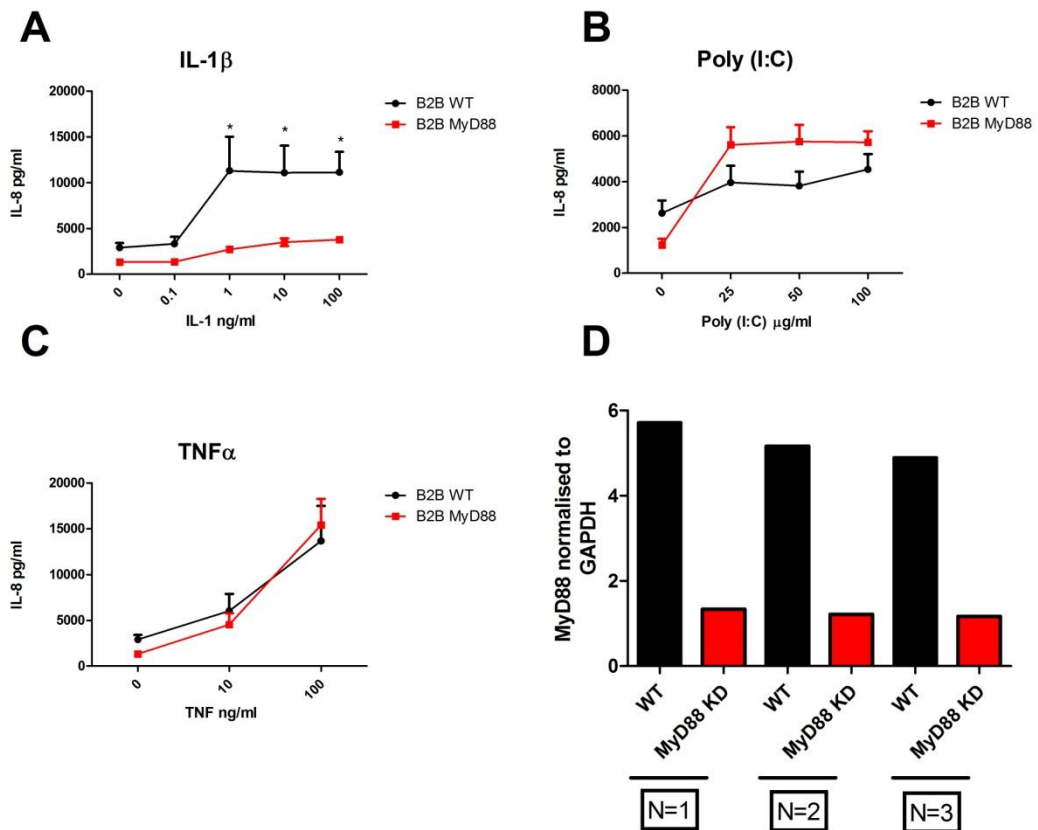 A
IL-1β
20000
15000
10000
5000
0
IL-8 pg/ml
* * *
0 0.1 1 10 100
IL-1 ng/ml
B2B WT
B2B MyD88
B
Poly (I:C)
8000
6000
4000
2000
0
IL-8 pg/ml
0 25 50 100
Poly (I:C) μg/ml
B2B WT
B2B MyD88
C
TNFα
20000
15000
10000
5000
0
IL-8 pg/ml
0 10 100
TNF ng/ml
B2B WT
B2B MyD88
D
6
4
2
0
MyD88 normalised to
GAPDH
WT MyD88 KD WT MyD88 KD WT MyD88 KD
N=1 N=2 N=3